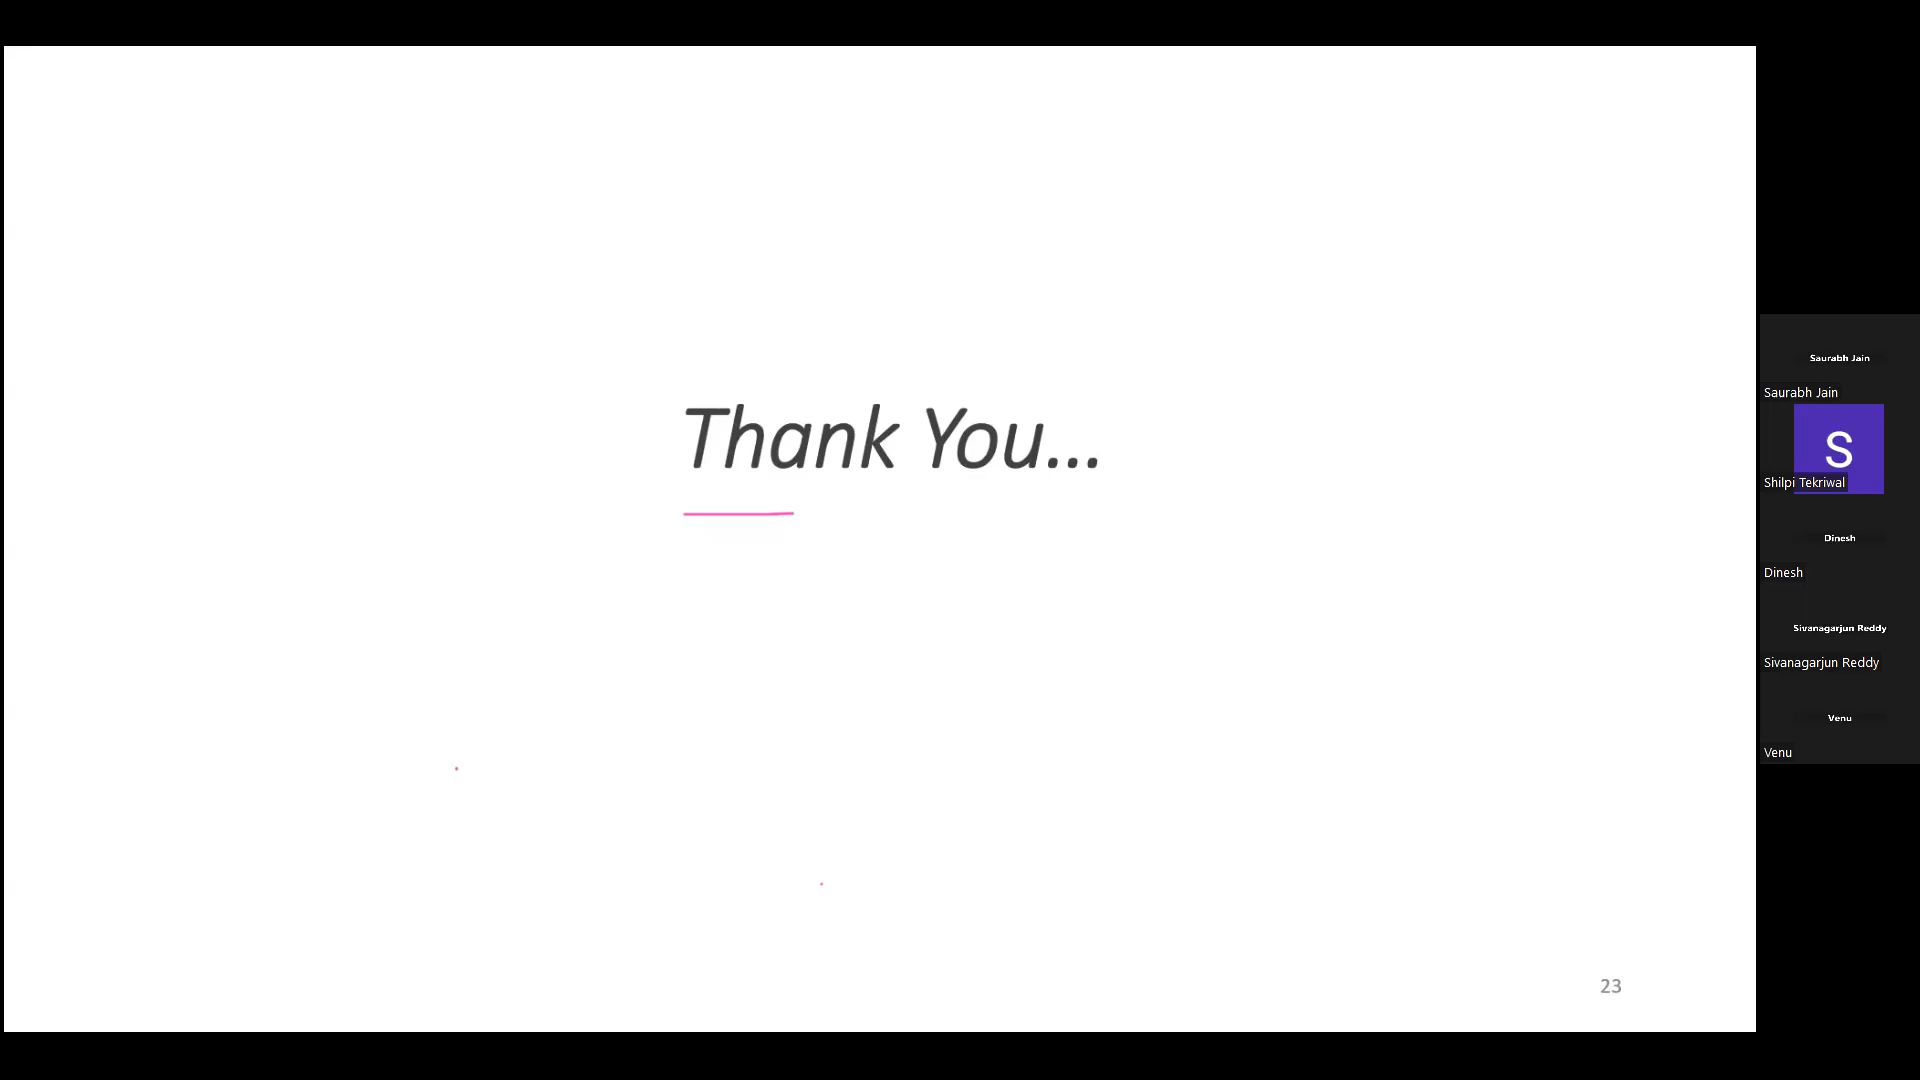 Thank You...
23
Saurabh Jain
Saurabh Jain
S
Shilpi Tekriwal
Dinesh
Dinesh
Sivanagarjun Reddy
Sivanagarjun Reddy
Venu
Venu